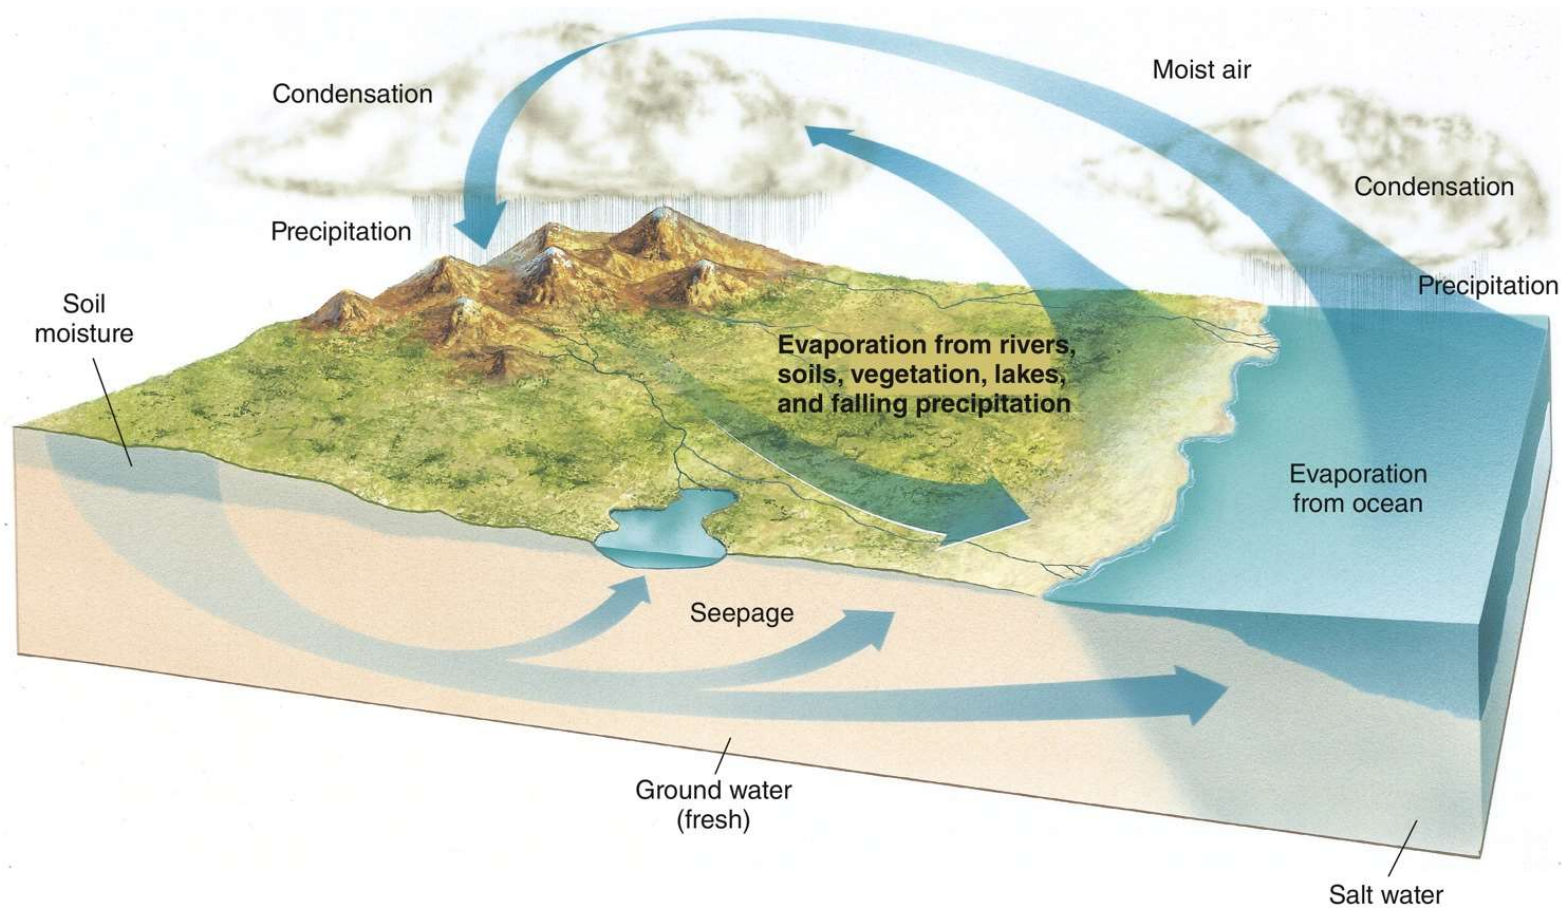 Moist air
Condensation
Condensation
Precipitation
Precipitation
Soil
moisture
Evaporation from rivers,
soils, vegetation, lakes,
and falling precipitation
Evaporation
from ocean
Seepage
Ground water
(fresh)
Salt water